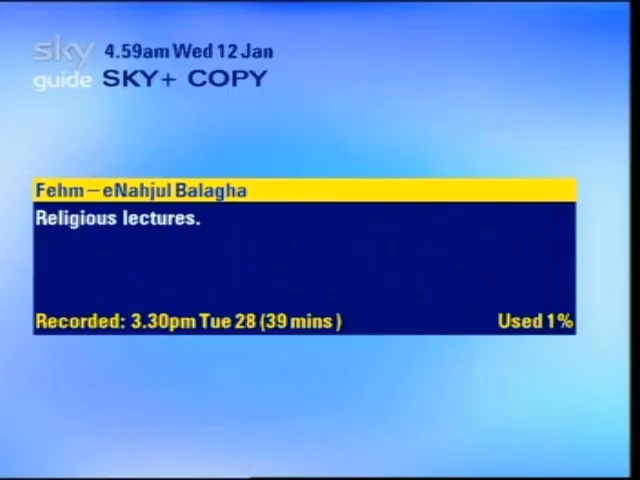 sky 4.59am Wed 12 Jan
guide SKY+ COPY
Fehm-eNahjul Balagha
Religious lectures.
Recorded: 3.30pm Tue 28 (39 mins ) Used 1%